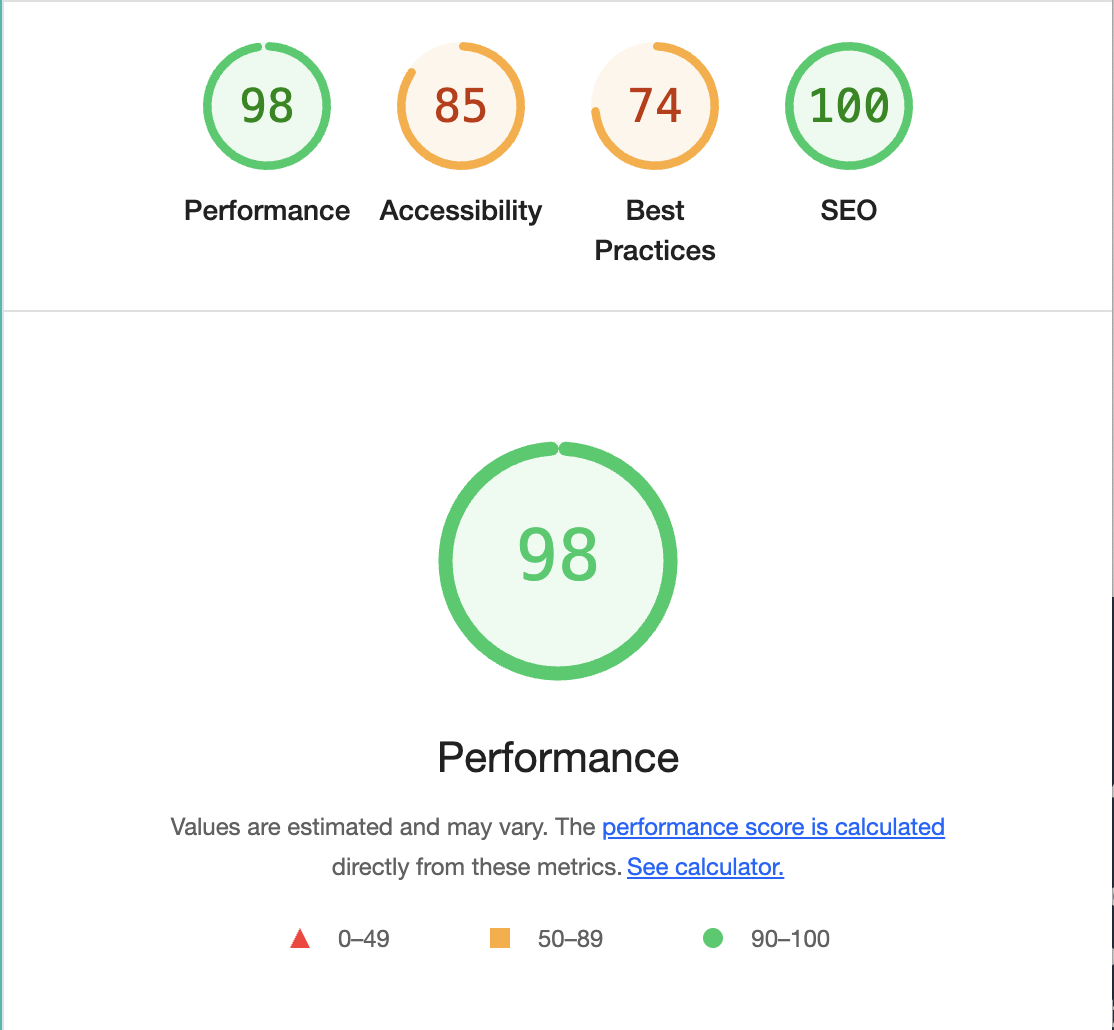 98
85
74
100
Performance
Accessibility
Best
Practices
SEO
98
Performance
Values are estimated and may vary. The performance score is calculated
directly from these metrics. See calculator.
0–49
50–89
90–100